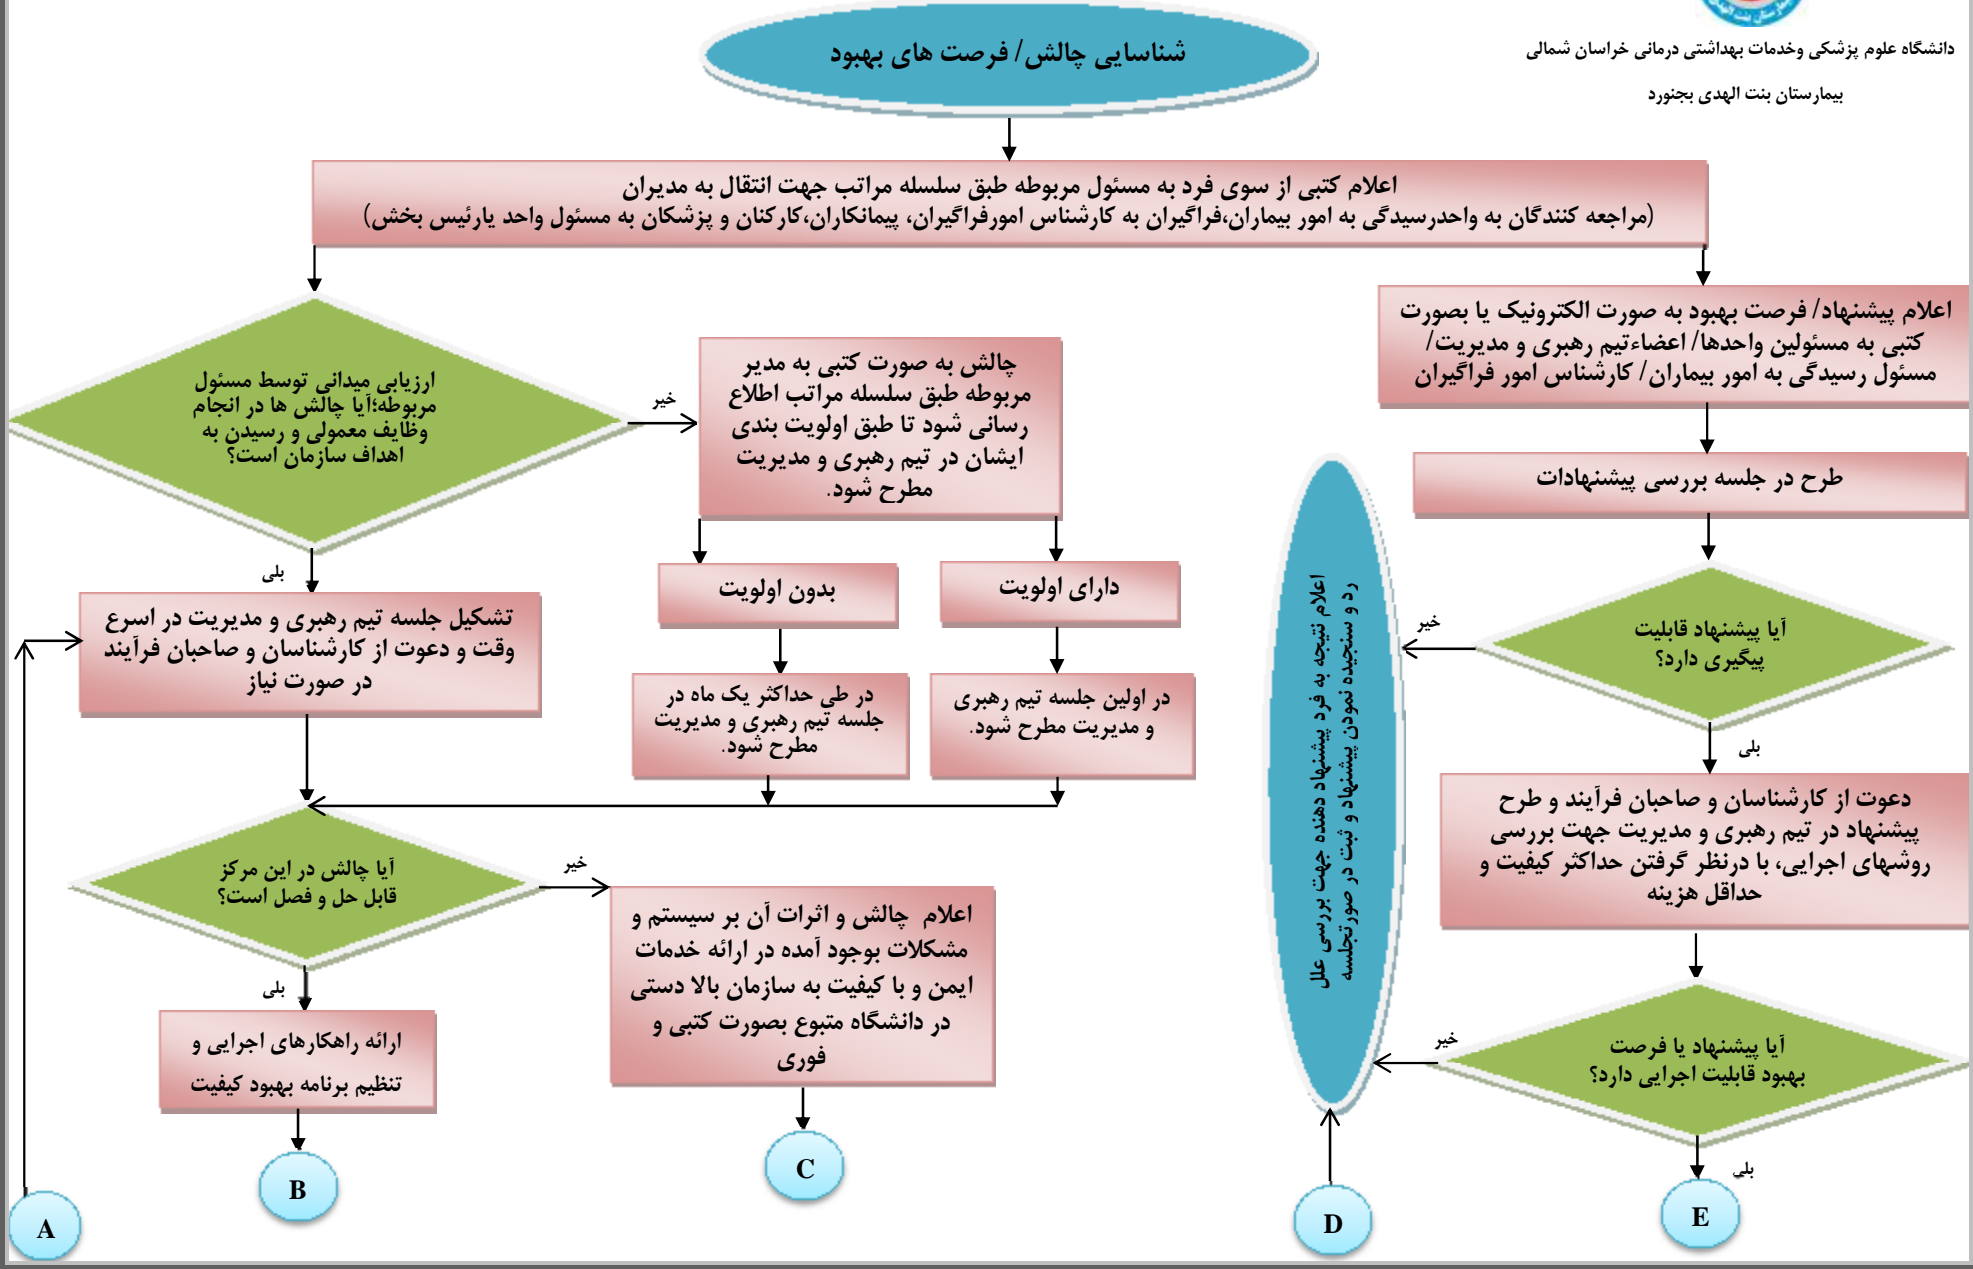 بیمارستان بنت الهدی
دانشگاه علوم پزشکی وخدمات بهداشتی درمانی خراسان شمالی
بیمارستان بنت الهدی بجنورد
شناسایی چالش/ فرصت های بهبود
اعلام کتبی از سوی فرد به مسئول مربوطه طبق سلسله مراتب جهت انتقال به مدیران
(مراجعه کنندگان به واحدرسیدگی به امور بیماران،فراگیران به کارشناس امورفراگیران، پیمانکاران،کارکنان و پزشکان به مسئول واحد یارئیس بخش)
اعلام پیشنهاد/ فرصت بهبود به صورت الکترونیک یا بصورت
کتبی به مسئولین واحدها/ اعضاءتیم رهبری و مدیریت/
مسئول رسیدگی به امور بیماران/ کارشناس امور فراگیران
طرح در جلسه بررسی پیشنهادات
آیا پیشنهاد قابلیت
پیگیری دارد؟
خیر
بلی
دعوت از کارشناسان و صاحبان فرآیند و طرح
پیشنهاد در تیم رهبری و مدیریت جهت بررسی
روشهای اجرایی، با درنظر گرفتن حداکثر کیفیت و
حداقل هزینه
آیا پیشنهاد یا فرصت
بهبود قابلیت اجرایی دارد؟
خیر
بلی
E
اعلام نتیجه به فرد پیشنهاد دهنده جهت بررسی علل
رد و سنجیده نمودن پیشنهاد و ثبت در صورتجلسه
D
ارزیابی میدانی توسط مسئول
مربوطه؛آیا چالش ها در انجام
وظایف معمولی و رسیدن به
اهداف سازمان است؟
خیر
بلی
چالش به صورت کتبی به مدیر
مربوطه طبق سلسله مراتب اطلاع
رسانی شود تا طبق اولویت بندی
ایشان در تیم رهبری و مدیریت
مطرح شود.
دارای اولویت
بدون اولویت
در اولین جلسه تیم رهبری
و مدیریت مطرح شود.
در طی حداکثر یک ماه در
جلسه تیم رهبری و مدیریت
مطرح شود.
تشکیل جلسه تیم رهبری و مدیریت در اسرع
وقت و دعوت از کارشناسان و صاحبان فرآیند
در صورت نیاز
آیا چالش در این مرکز
قابل حل و فصل است؟
خیر
بلی
اعلام چالش و اثرات آن بر سیستم و
مشکلات بوجود آمده در ارائه خدمات
ایمن و با کیفیت به سازمان بالا دستی
در دانشگاه متبوع بصورت کتبی و
فوری
C
ارائه راهکارهای اجرایی و
تنظیم برنامه بهبود کیفیت
B
A